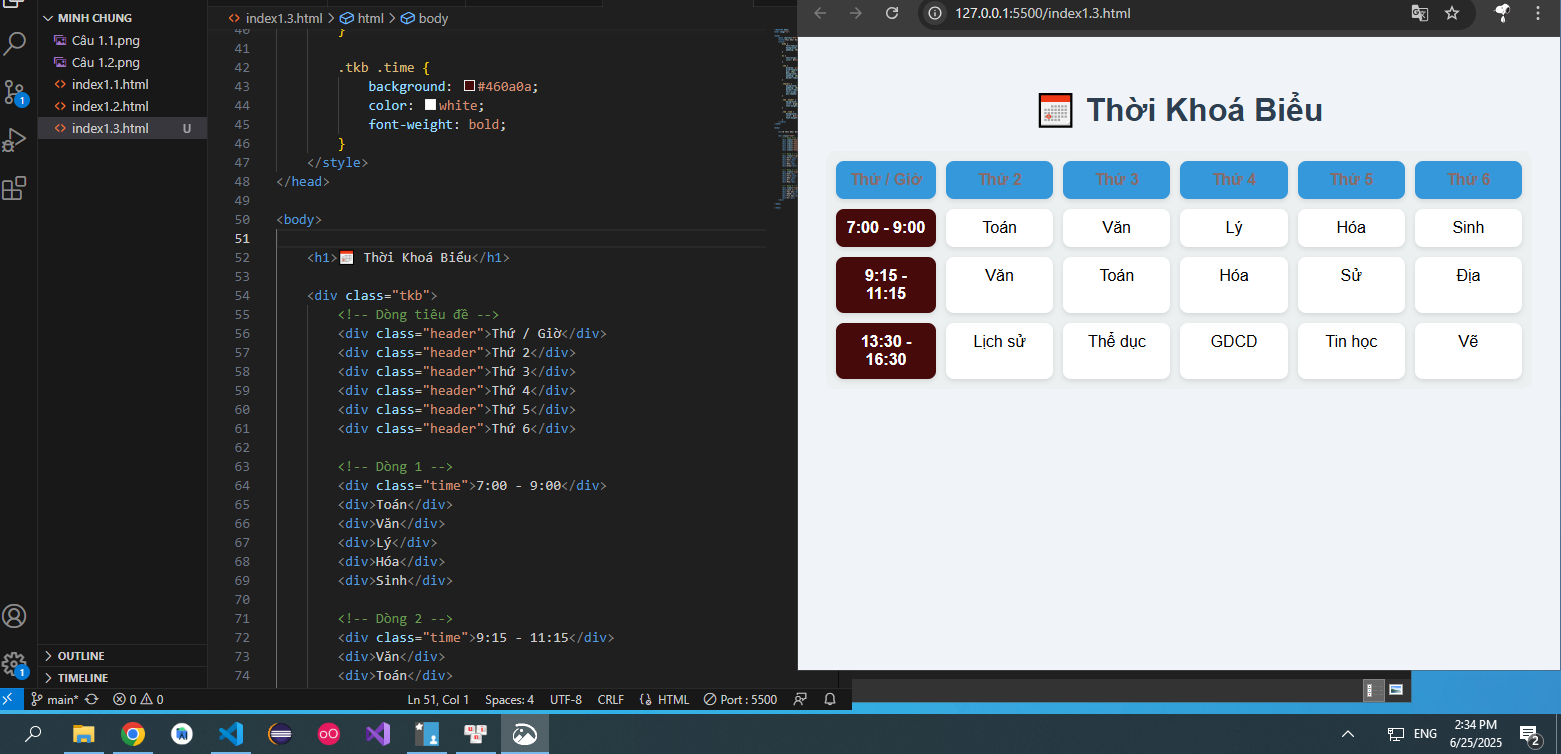 MINH CHUNG
Câu 1.1.png
Câu 1.2.png
index1.1.html
index1.2.html
index1.3.html U
OUTLINE
TIMELINE
index1.3.html > html > body
40 }
41
42 .tkb .time {
43 background: #460a0a;
44 color: white;
45 font-weight: bold;
46 }
47 </style>
48 </head>
49
50 <body>
51
52 <h1>📅 Thời Khoá Biểu</h1>
53
54 <div class="tkb">
55 <!-- Dòng tiêu đề -->
56 <div class="header">Thứ / Giờ</div>
57 <div class="header">Thứ 2</div>
58 <div class="header">Thứ 3</div>
59 <div class="header">Thứ 4</div>
60 <div class="header">Thứ 5</div>
61 <div class="header">Thứ 6</div>
62
63 <!-- Dòng 1 -->
64 <div class="time">7:00 - 9:00</div>
65 <div>Toán</div>
66 <div>Văn</div>
67 <div>Lý</div>
68 <div>Hóa</div>
69 <div>Sinh</div>
70
71 <!-- Dòng 2 -->
72 <div class="time">9:15 - 11:15</div>
73 <div>Văn</div>
74 <div>Toán</div>
127.0.0.1:5500/index1.3.html
📅 Thời Khoá Biểu
Thứ / Giờ Thứ 2 Thứ 3 Thứ 4 Thứ 5 Thứ 6
7:00 - 9:00 Toán Văn Lý Hóa Sinh
9:15 -
11:15 Văn Toán Hóa Sử Địa
13:30 -
16:30 Lịch sử Thể dục GDCD Tin học Vẽ
main* 0 0 Ln 51, Col 1 Spaces: 4 UTF-8 CRLF HTML Port : 5500
ENG
2:34 PM
6/25/2025
2